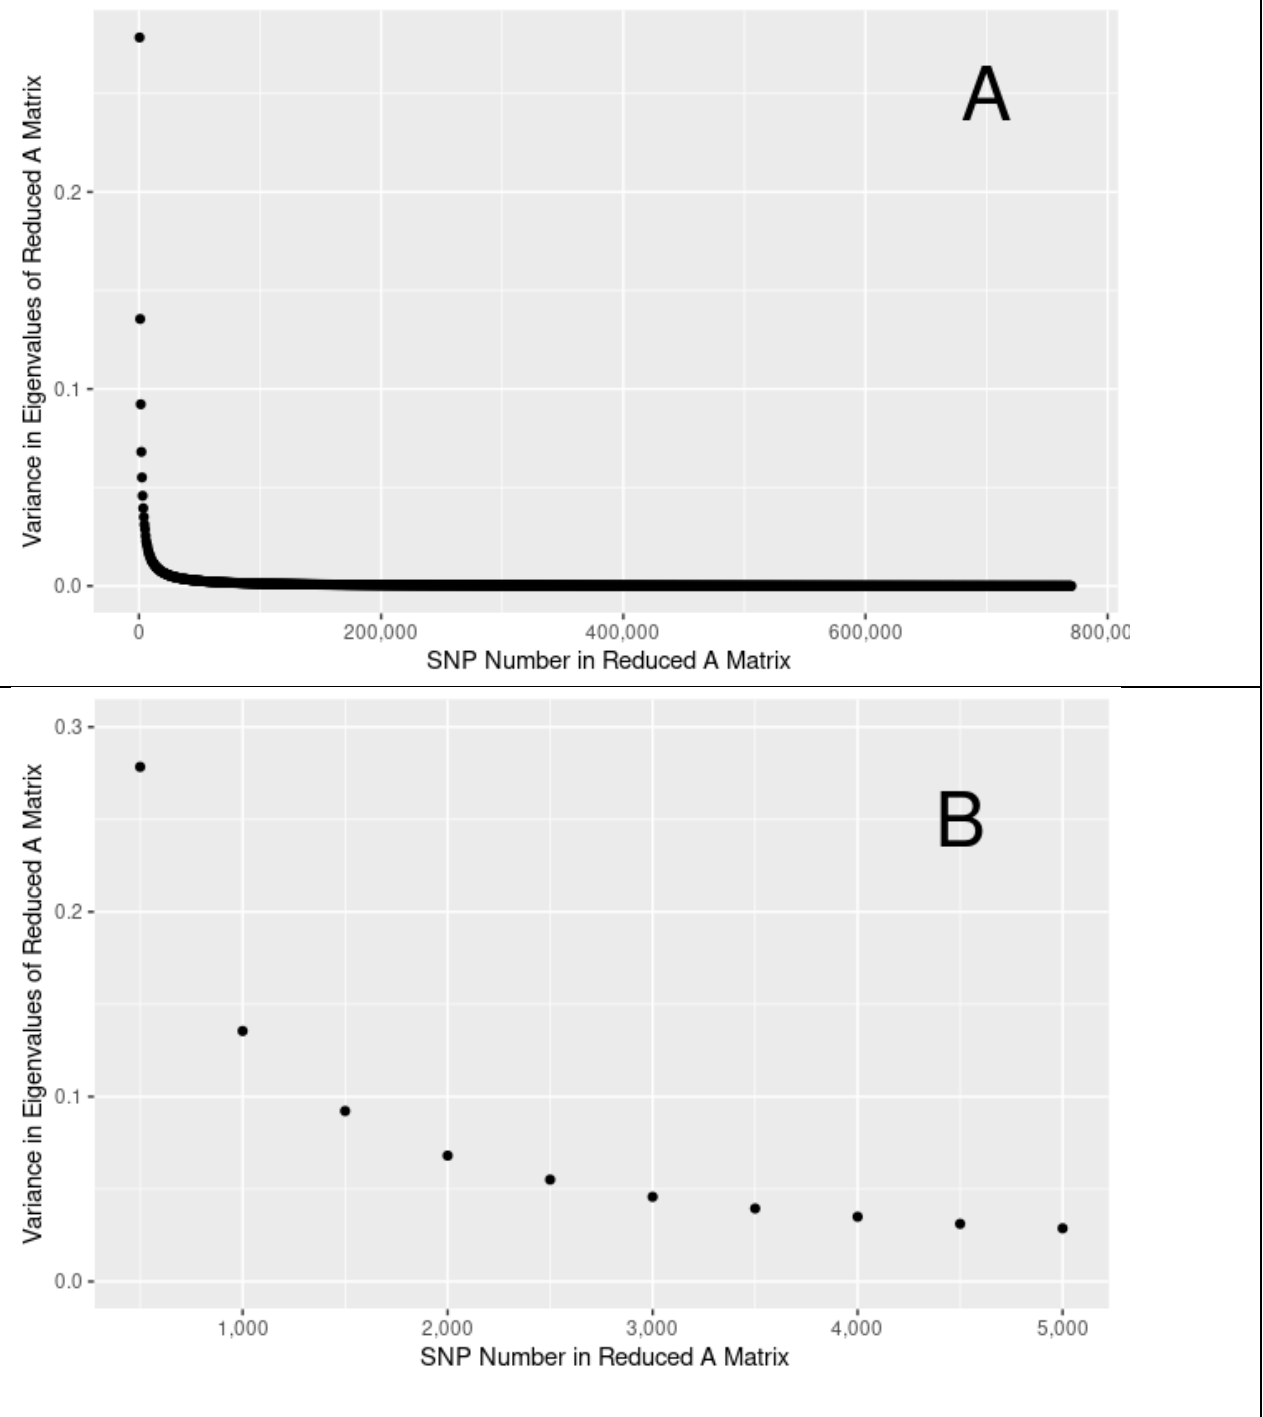 A
Variance in Eigenvalues of Reduced A Matrix
0.2
0.1
0.0
0 200,000 400,000 600,000 800,00
SNP Number in Reduced A Matrix
B
Variance in Eigenvalues of Reduced A Matrix
0.3
0.2
0.1
0.0
1,000 2,000 3,000 4,000 5,000
SNP Number in Reduced A Matrix